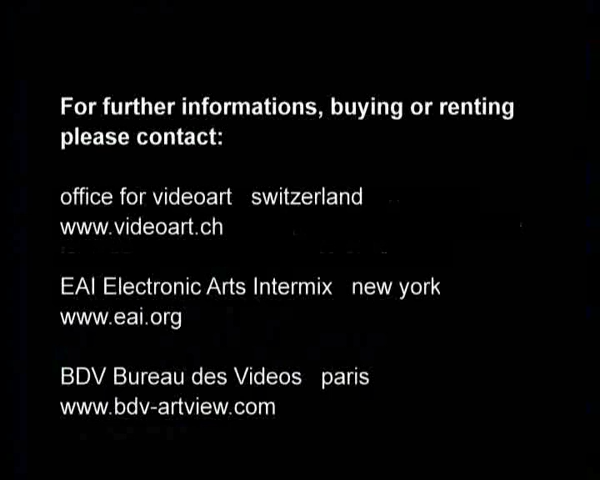 For further informations, buying or renting
please contact:
office for videoart switzerland
www.videoart.ch
EAI Electronic Arts Intermix new york
www.eai.org
BDV Bureau des Videos paris
www.bdv-artview.com